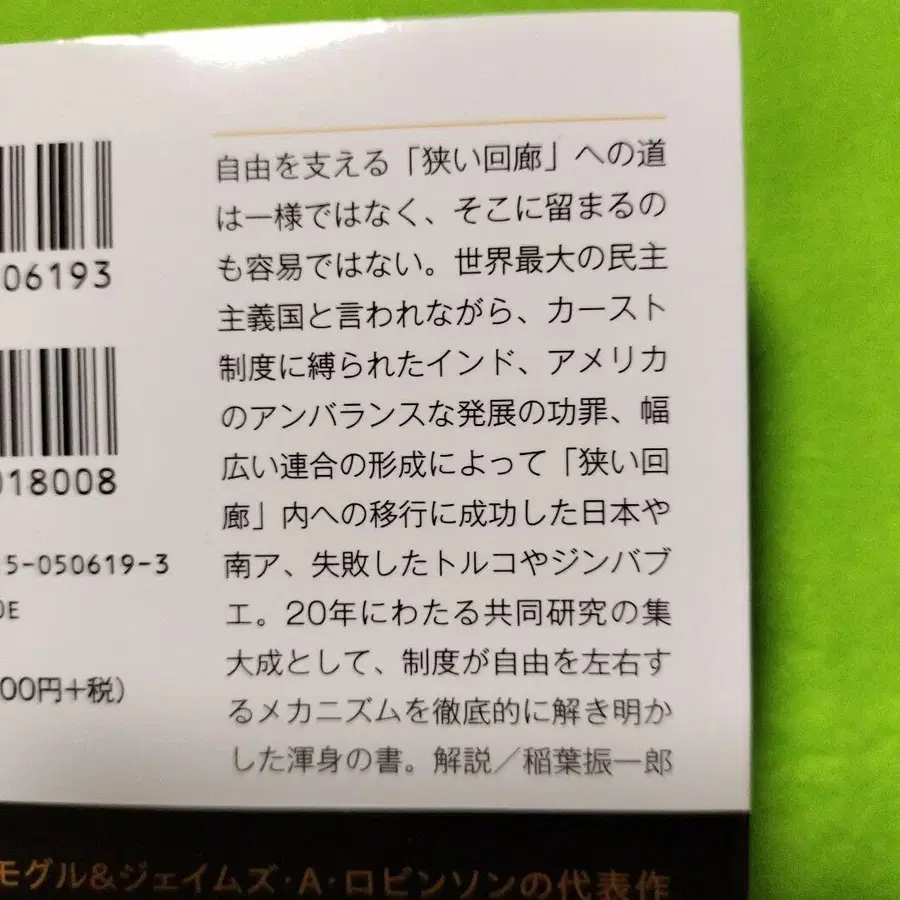 自由を支える「狭い回廊」への道
は一様ではなく、そこに留まるの
も容易ではない。世界最大の民主
主義国と言われながら、カースト
制度に縛られたインド、アメリカ
のアンバランスな発展の功罪、幅
広い連合の形成によって「狭い回
廊」内への移行に成功した日本や
南ア、失敗したトルコやジンバブ
エ。20年にわたる共同研究の集
大成として、制度が自由を左右す
るメカニズムを徹底的に解き明か
した渾身の書。解説/稲葉振一郎
06193
018008
5-050619-3
0E
00円+税)
モグル&ジェイムズ・A・ロビンソンの代表作